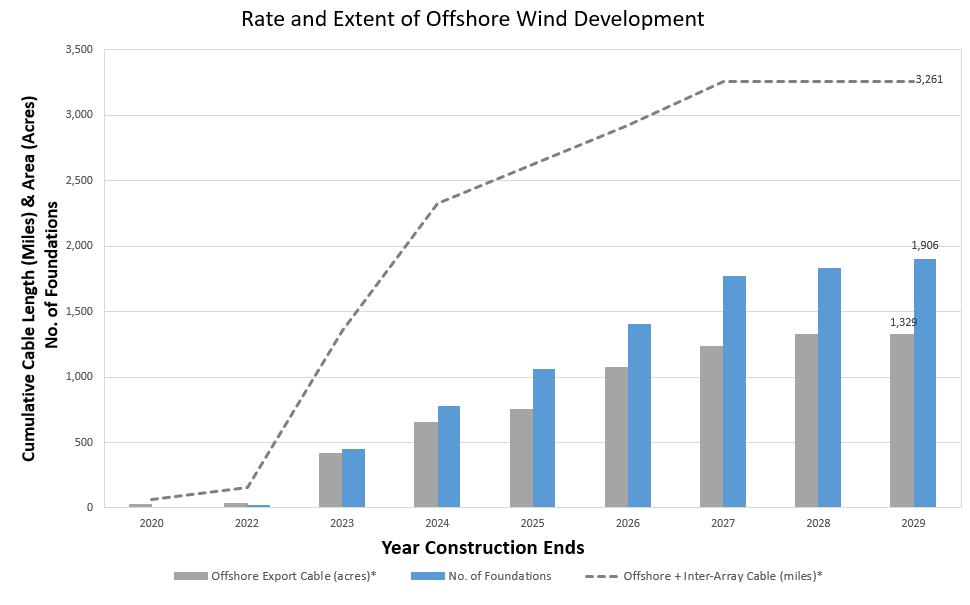 Rate and Extent of Offshore Wind Development
Cumulative Cable Length (Miles) & Area (Acres)
No. of Foundations
3,500
3,000
2,500
2,000
1,500
1,000
500
0
3,261
1,906
1,329
2020 2022 2023 2024 2025 2026 2027 2028 2029
Year Construction Ends
Offshore Export Cable (acres)* No. of Foundations Offshore + Inter-Array Cable (miles)*